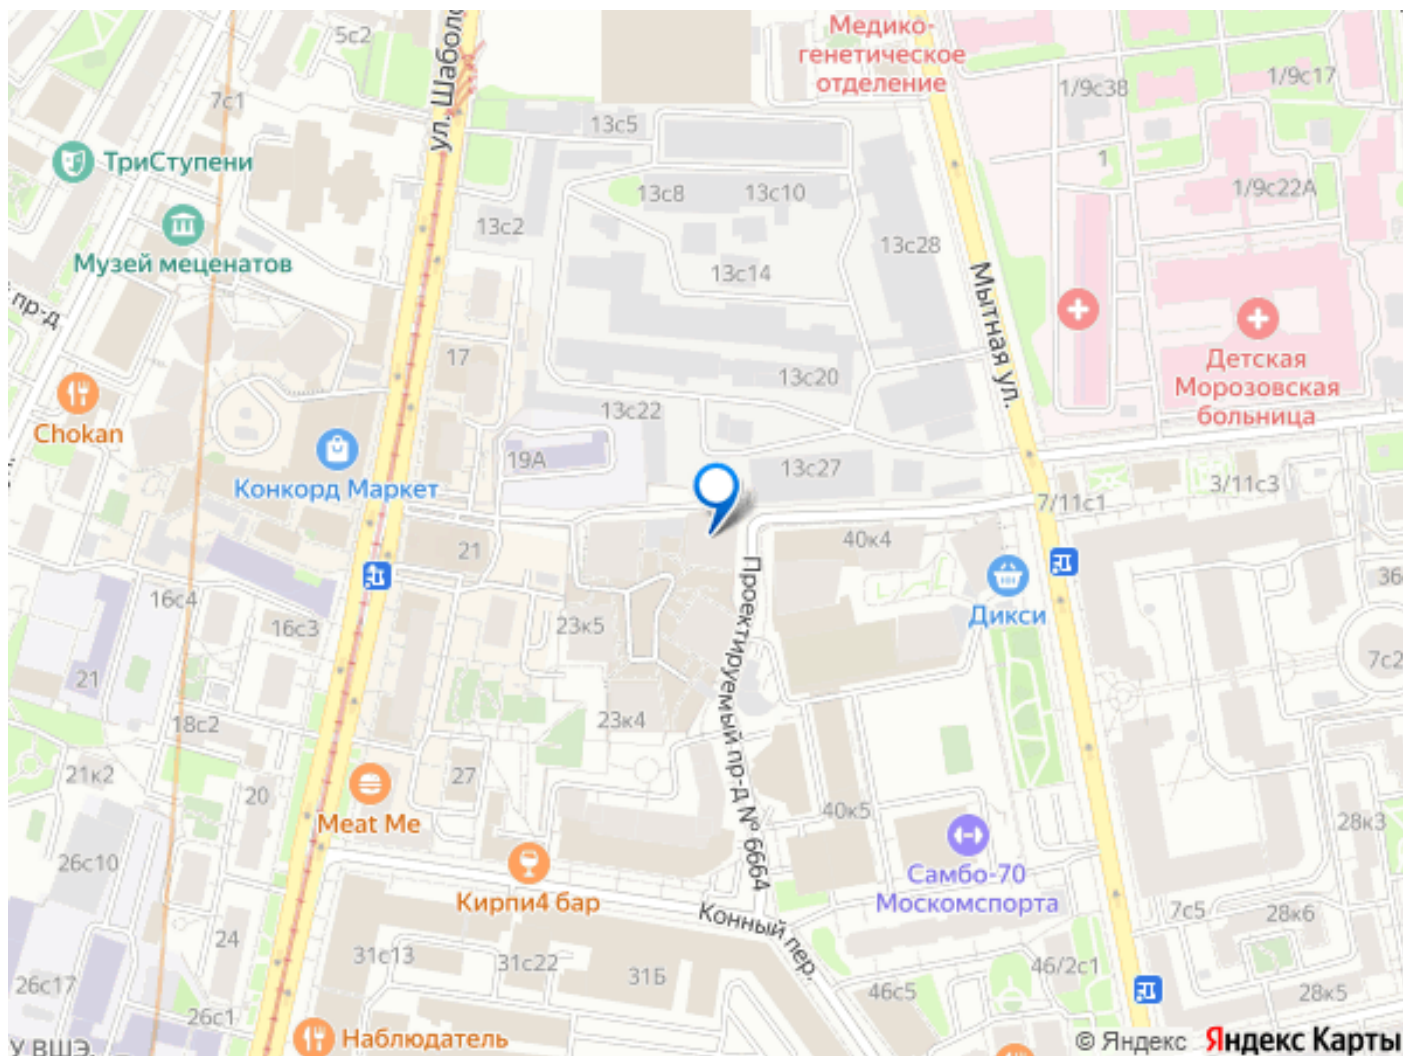 5с2
ул. Шаболо
Медико-
генетическое
отделение
1/9с38
1/9с17
7с1
13с5
1
ТриСтупени
13с8
13с10
1/9с22А
13с2
13с28
Музей меценатов
13с14
Мытная ул.
пр-д
17
13с20
Детская
Морозовская
больница
Chokan
13с22
19А
13с27
Конкорд Маркет
7/11с1
3/11с3
21
40к4
Проектируемый пр-д № 6664
36
16с4
16с3
23к5
Дикси
7с2
21
18с2
23к4
21к2
20
27
40к5
28к3
Meat Me
26с10
Самбо-70
Москомспорта
Кирпи4 бар
Конный пер.
7с5
28к6
24
31с13
31с22
31Б
46/2с1
26с17
46с5
28к5
26с1
Наблюдатель
У ВШЭ,
© Яндекс Яндекс Карты